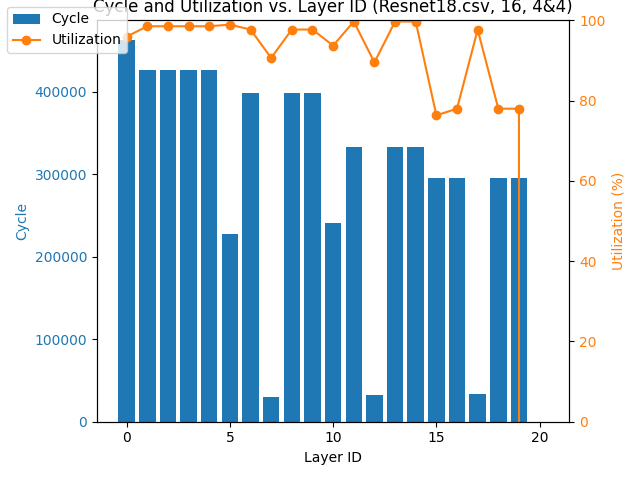 Cycle and Utilization vs. Layer ID (Resnet18.csv, 16, 4&4)
Cycle
Utilization
400000
300000
200000
100000
0
Cycle
100
80
60
40
20
0
Utilization (%)
0 5 10 15 20
Layer ID